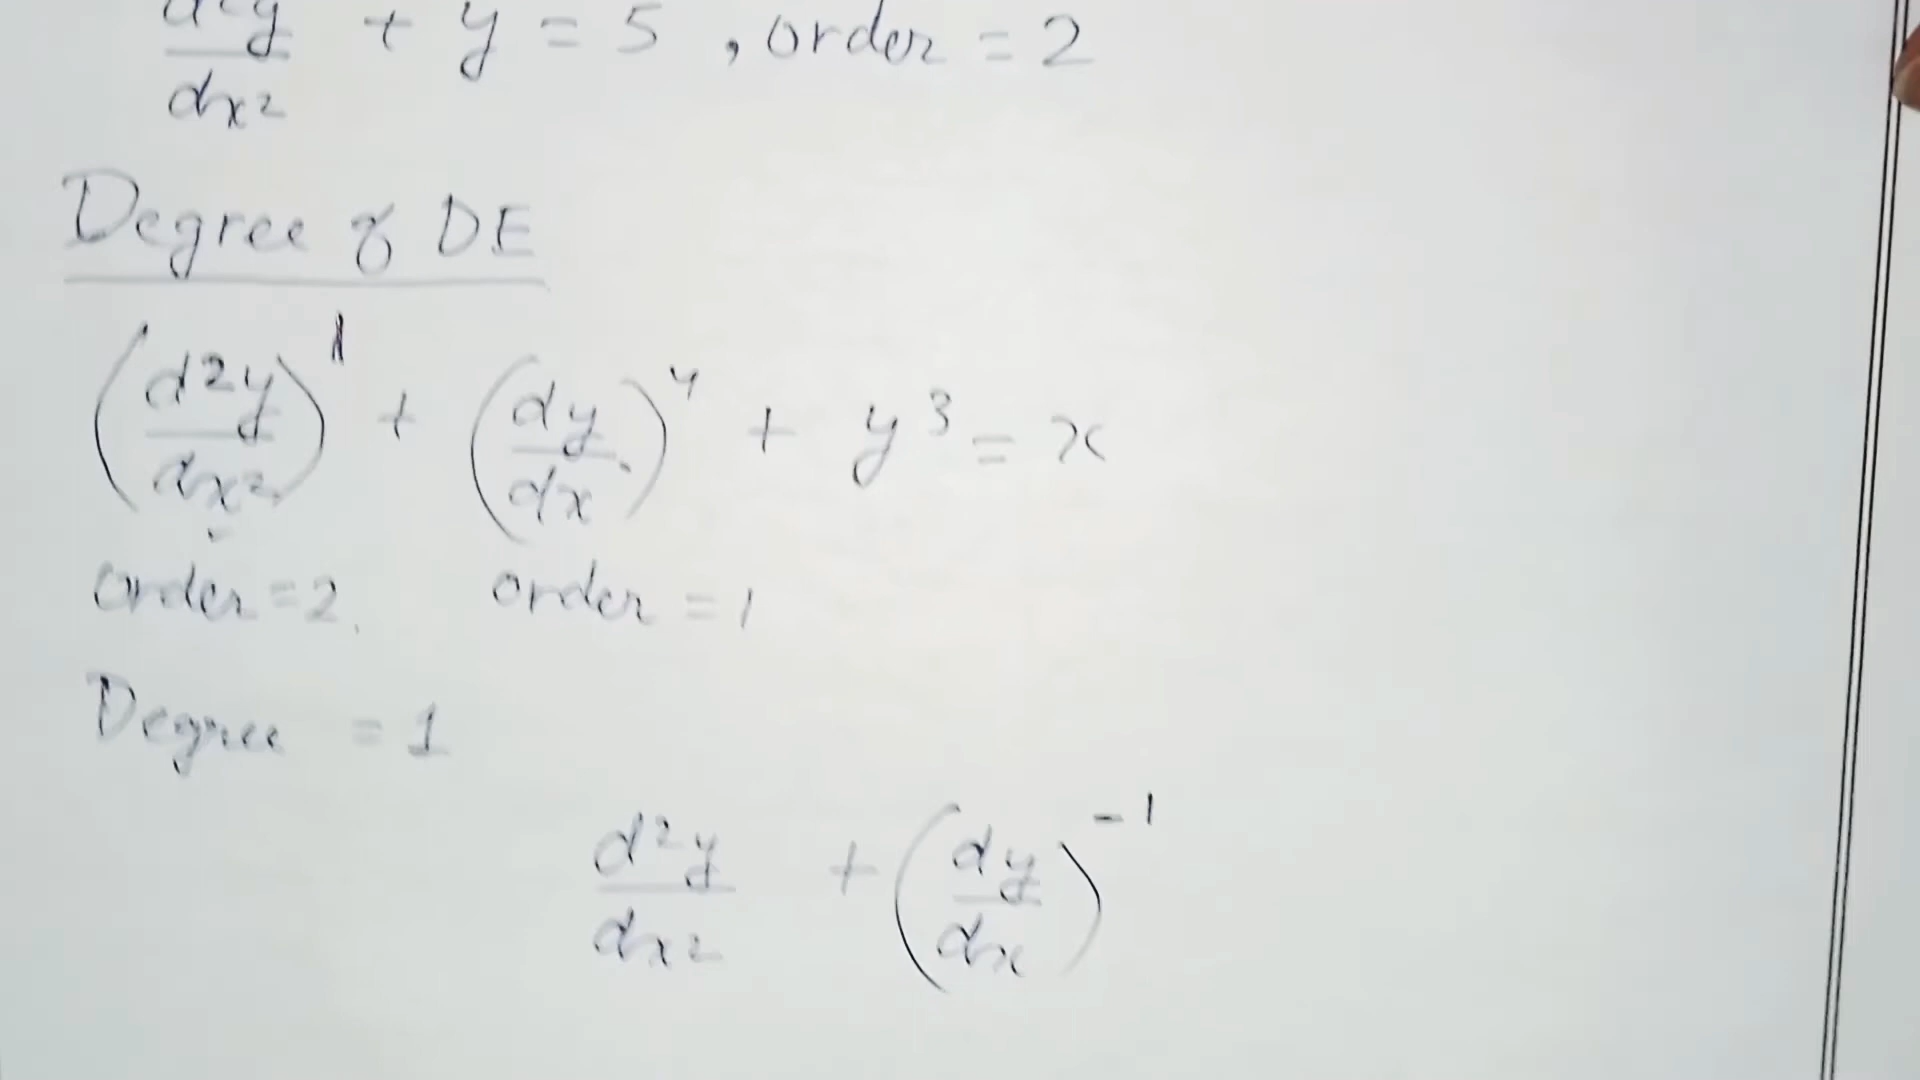 d²y/dx² + y = 5 , order = 2
Degree of DE
(d²y/dx²)¹ + (dy/dx)⁴ + y³ = x
order = 2 order = 1
Degree = 1
d²y/dx² + (dy/dx)⁻¹